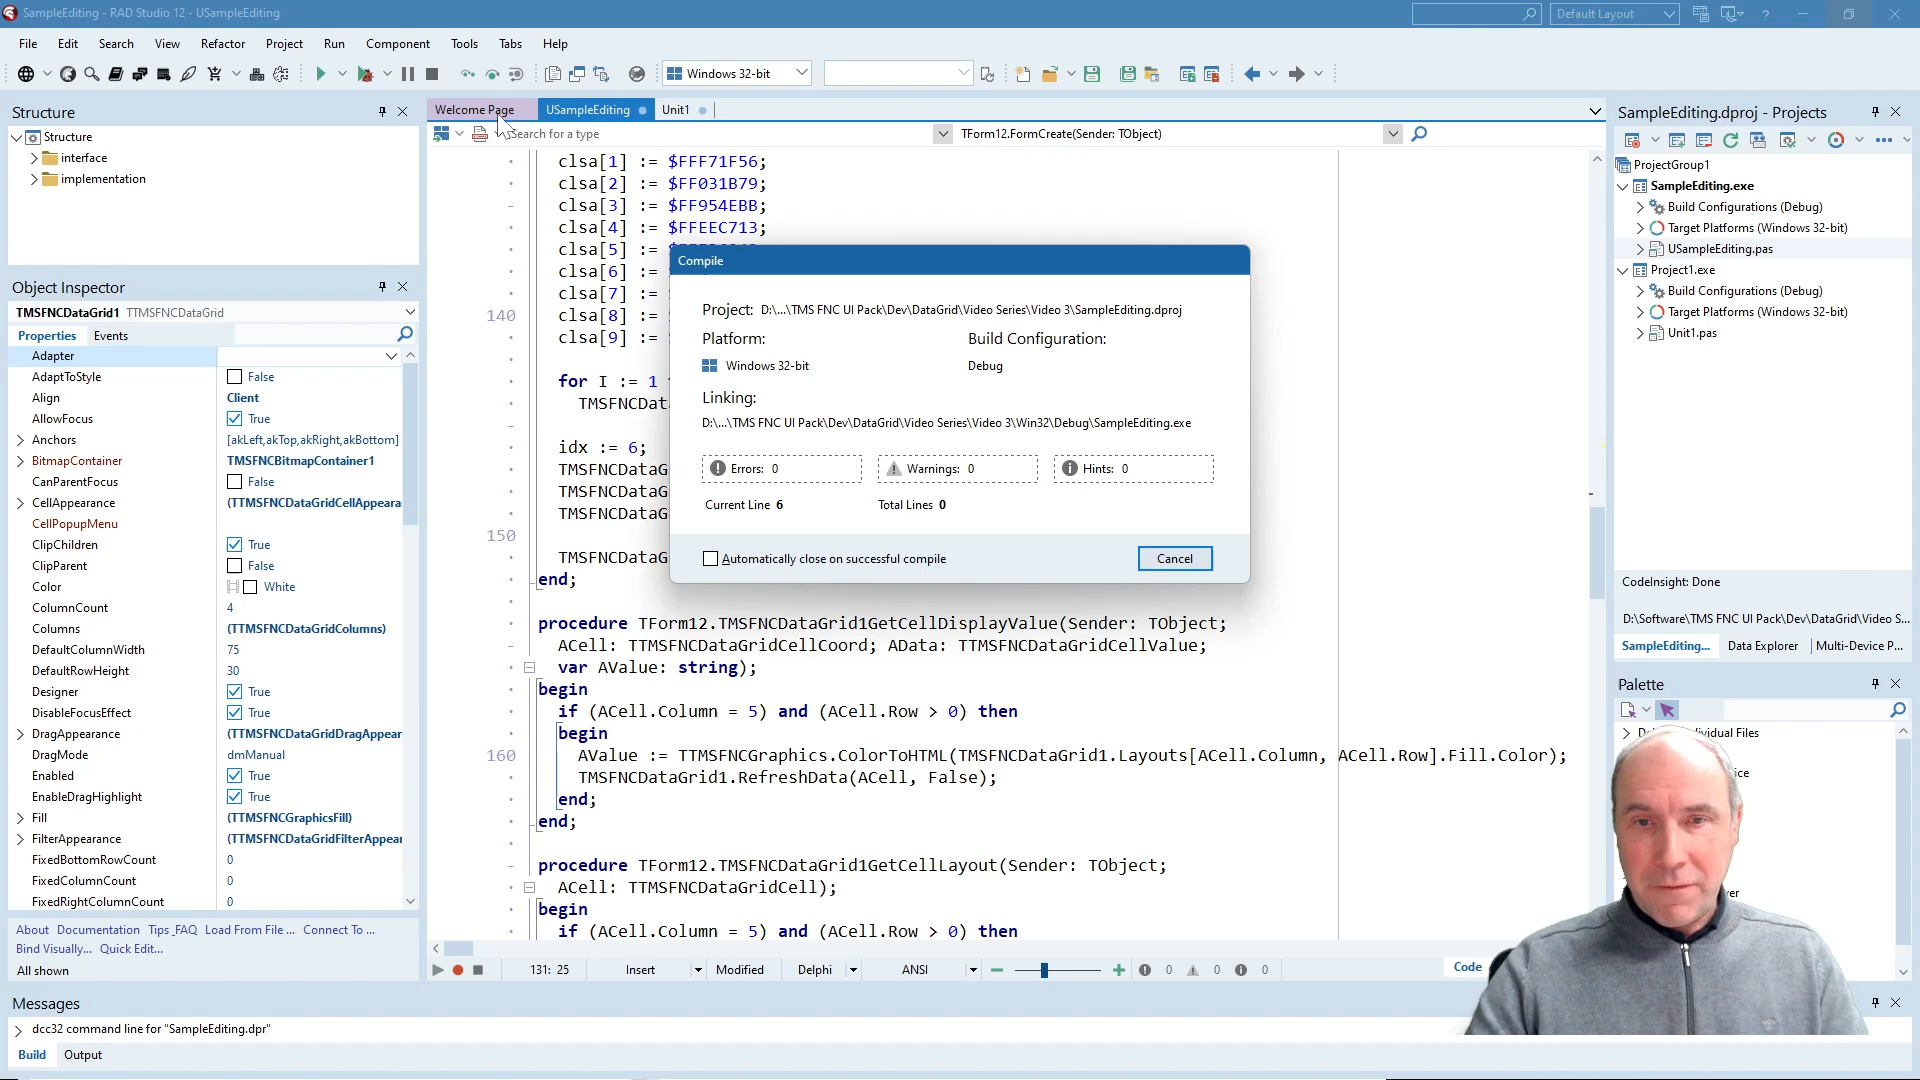 SampleEditing - RAD Studio 12 - USampleEditing
Default Layout
?
File Edit Search View Refactor Project Run Component Tools Tabs Help
Windows 32-bit
Structure
Structure
interface
implementation
Object Inspector
TMSFNCDataGrid1 TTMSFNCDataGrid
Properties Events
Adapter
AdaptToStyle False
Align Client
AllowFocus True
Anchors [akLeft,akTop,akRight,akBottom]
BitmapContainer TMSFNCBitmapContainer1
CanParentFocus False
CellAppearance (TTMSFNCDataGridCellAppeara
CellPopupMenu
ClipChildren True
ClipParent False
Color White
ColumnCount 4
Columns (TTMSFNCDataGridColumns)
DefaultColumnWidth 75
DefaultRowHeight 30
Designer True
DisableFocusEffect True
DragAppearance (TTMSFNCDataGridDragAppear
DragMode dmManual
Enabled True
EnableDragHighlight True
Fill (TTMSFNCGraphicsFill)
FilterAppearance (TTMSFNCDataGridFilterAppear
FixedBottomRowCount 0
FixedColumnCount 0
FixedRightColumnCount 0
About Documentation Tips_FAQ Load From File ... Connect To ...
Bind Visually... Quick Edit...
All shown
Welcome Page USampleEditing Unit1
Search for a type TForm12.FormCreate(Sender: TObject)
clsa[1] := $FFF71F56;
clsa[2] := $FF031B79;
clsa[3] := $FF954EBB;
clsa[4] := $FFEEC713;
clsa[5] :=
clsa[6] :=
clsa[7] :=
140 clsa[8] :=
clsa[9] :=
for I := 1
TMSFNCDat
idx := 6;
TMSFNCDataG
TMSFNCDataG
TMSFNCDataG
150
TMSFNCDataG
end;
procedure TForm12.TMSFNCDataGrid1GetCellDisplayValue(Sender: TObject;
ACell: TTMSFNCDataGridCellCoord; AData: TTMSFNCDataGridCellValue;
var AValue: string);
begin
if (ACell.Column = 5) and (ACell.Row > 0) then
begin
160 AValue := TTMSFNCGraphics.ColorToHTML(TMSFNCDataGrid1.Layouts[ACell.Column, ACell.Row].Fill.Color);
TMSFNCDataGrid1.RefreshData(ACell, False);
end;
end;
procedure TForm12.TMSFNCDataGrid1GetCellLayout(Sender: TObject;
ACell: TTMSFNCDataGridCell);
begin
if (ACell.Column = 5) and (ACell.Row > 0) then
131: 25 Insert Modified Delphi ANSI 0 0 0
Code
Compile
Project: D:\...\TMS FNC UI Pack\Dev\DataGrid\Video Series\Video 3\SampleEditing.dproj
Platform: Build Configuration:
Windows 32-bit Debug
Linking:
D:\...\TMS FNC UI Pack\Dev\DataGrid\Video Series\Video 3\Win32\Debug\SampleEditing.exe
Errors: 0 Warnings: 0 Hints: 0
Current Line 6 Total Lines 0
Automatically close on successful compile Cancel
SampleEditing.dproj - Projects
ProjectGroup1
SampleEditing.exe
Build Configurations (Debug)
Target Platforms (Windows 32-bit)
USampleEditing.pas
Project1.exe
Build Configurations (Debug)
Target Platforms (Windows 32-bit)
Unit1.pas
CodeInsight: Done
D:\Software\TMS FNC UI Pack\Dev\DataGrid\Video S...
SampleEditing... Data Explorer Multi-Device P...
Palette
Messages
dcc32 command line for "SampleEditing.dpr"
Build Output